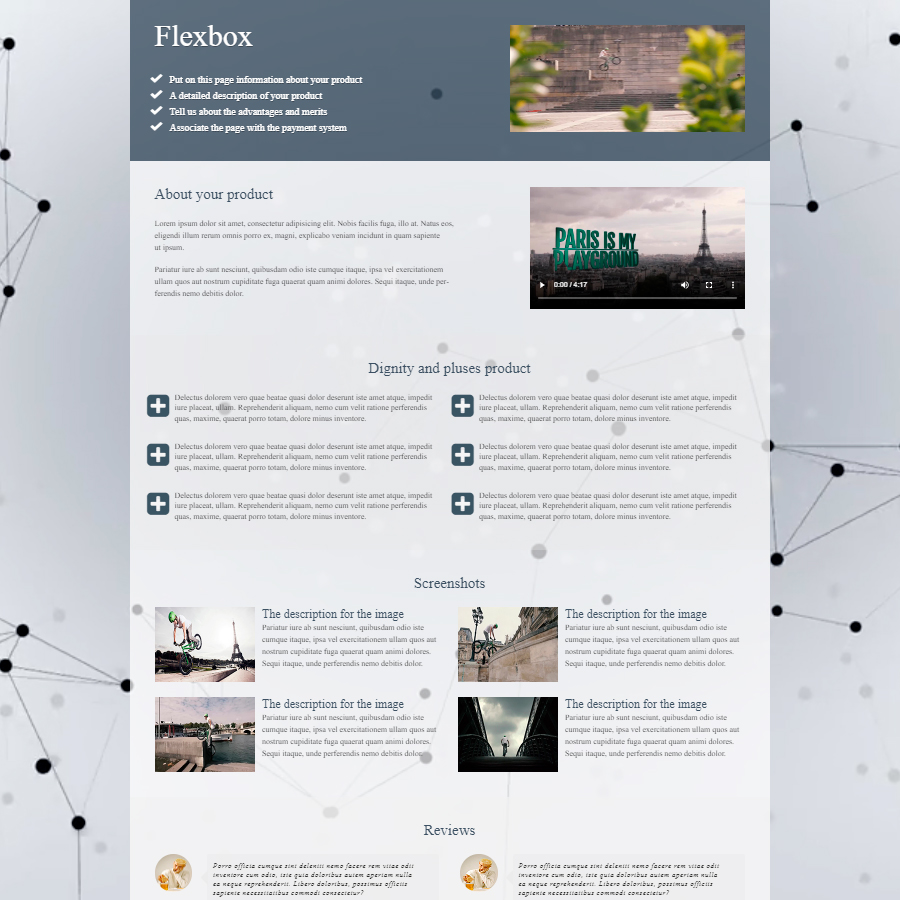 Flexbox
Put on this page information about your product
A detailed description of your product
Tell us about the advantages and merits
Associate the page with the payment system
About your product
Lorem ipsum dolor sit amet, consectetur adipisicing elit. Nobis facilis fuga, illo at. Natus eos,
eligendi illum rerum omnis porro ex, magni, explicabo veniam incidunt in quam sapiente
ut ipsum.
Pariatur iure ab sunt nesciunt, quibusdam odio iste cumque itaque, ipsa vel exercitationem
ullam quos aut nostrum cupiditate fuga quaerat quam animi dolores. Sequi itaque, unde per-
ferendis nemo debitis dolor.
PARIS IS MY
PLAYGROUND
0:00 / 4:17
Dignity and pluses product
Delectus dolorem vero quae beatae quasi dolor deserunt iste amet atque, impedit
iure placeat, ullam. Reprehenderit aliquam, nemo cum velit ratione perferendis
quas, maxime, quaerat porro totam, dolore minus inventore.
Delectus dolorem vero quae beatae quasi dolor deserunt iste amet atque, impedit
iure placeat, ullam. Reprehenderit aliquam, nemo cum velit ratione perferendis
quas, maxime, quaerat porro totam, dolore minus inventore.
Delectus dolorem vero quae beatae quasi dolor deserunt iste amet atque, impedit
iure placeat, ullam. Reprehenderit aliquam, nemo cum velit ratione perferendis
quas, maxime, quaerat porro totam, dolore minus inventore.
Delectus dolorem vero quae beatae quasi dolor deserunt iste amet atque, impedit
iure placeat, ullam. Reprehenderit aliquam, nemo cum velit ratione perferendis
quas, maxime, quaerat porro totam, dolore minus inventore.
Delectus dolorem vero quae beatae quasi dolor deserunt iste amet atque, impedit
iure placeat, ullam. Reprehenderit aliquam, nemo cum velit ratione perferendis
quas, maxime, quaerat porro totam, dolore minus inventore.
Delectus dolorem vero quae beatae quasi dolor deserunt iste amet atque, impedit
iure placeat, ullam. Reprehenderit aliquam, nemo cum velit ratione perferendis
quas, maxime, quaerat porro totam, dolore minus inventore.
Screenshots
The description for the image
Pariatur iure ab sunt nesciunt, quibusdam odio iste
cumque itaque, ipsa vel exercitationem ullam quos aut
nostrum cupiditate fuga quaerat quam animi dolores.
Sequi itaque, unde perferendis nemo debitis dolor.
The description for the image
Pariatur iure ab sunt nesciunt, quibusdam odio iste
cumque itaque, ipsa vel exercitationem ullam quos aut
nostrum cupiditate fuga quaerat quam animi dolores.
Sequi itaque, unde perferendis nemo debitis dolor.
The description for the image
Pariatur iure ab sunt nesciunt, quibusdam odio iste
cumque itaque, ipsa vel exercitationem ullam quos aut
nostrum cupiditate fuga quaerat quam animi dolores.
Sequi itaque, unde perferendis nemo debitis dolor.
The description for the image
Pariatur iure ab sunt nesciunt, quibusdam odio iste
cumque itaque, ipsa vel exercitationem ullam quos aut
nostrum cupiditate fuga quaerat quam animi dolores.
Sequi itaque, unde perferendis nemo debitis dolor.
Reviews
Porro officia cumque sint deleniti nemo facere rem vitae odit
inventore cum odio, iste quia doloribus autem aperiam nulla
ea neque reprehenderit. Libero doloribus, possimus officiis
sapiente necessitatibus commodi consectetur?
Porro officia cumque sint deleniti nemo facere rem vitae odit
inventore cum odio, iste quia doloribus autem aperiam nulla
ea neque reprehenderit. Libero doloribus, possimus officiis
sapiente necessitatibus commodi consectetur?